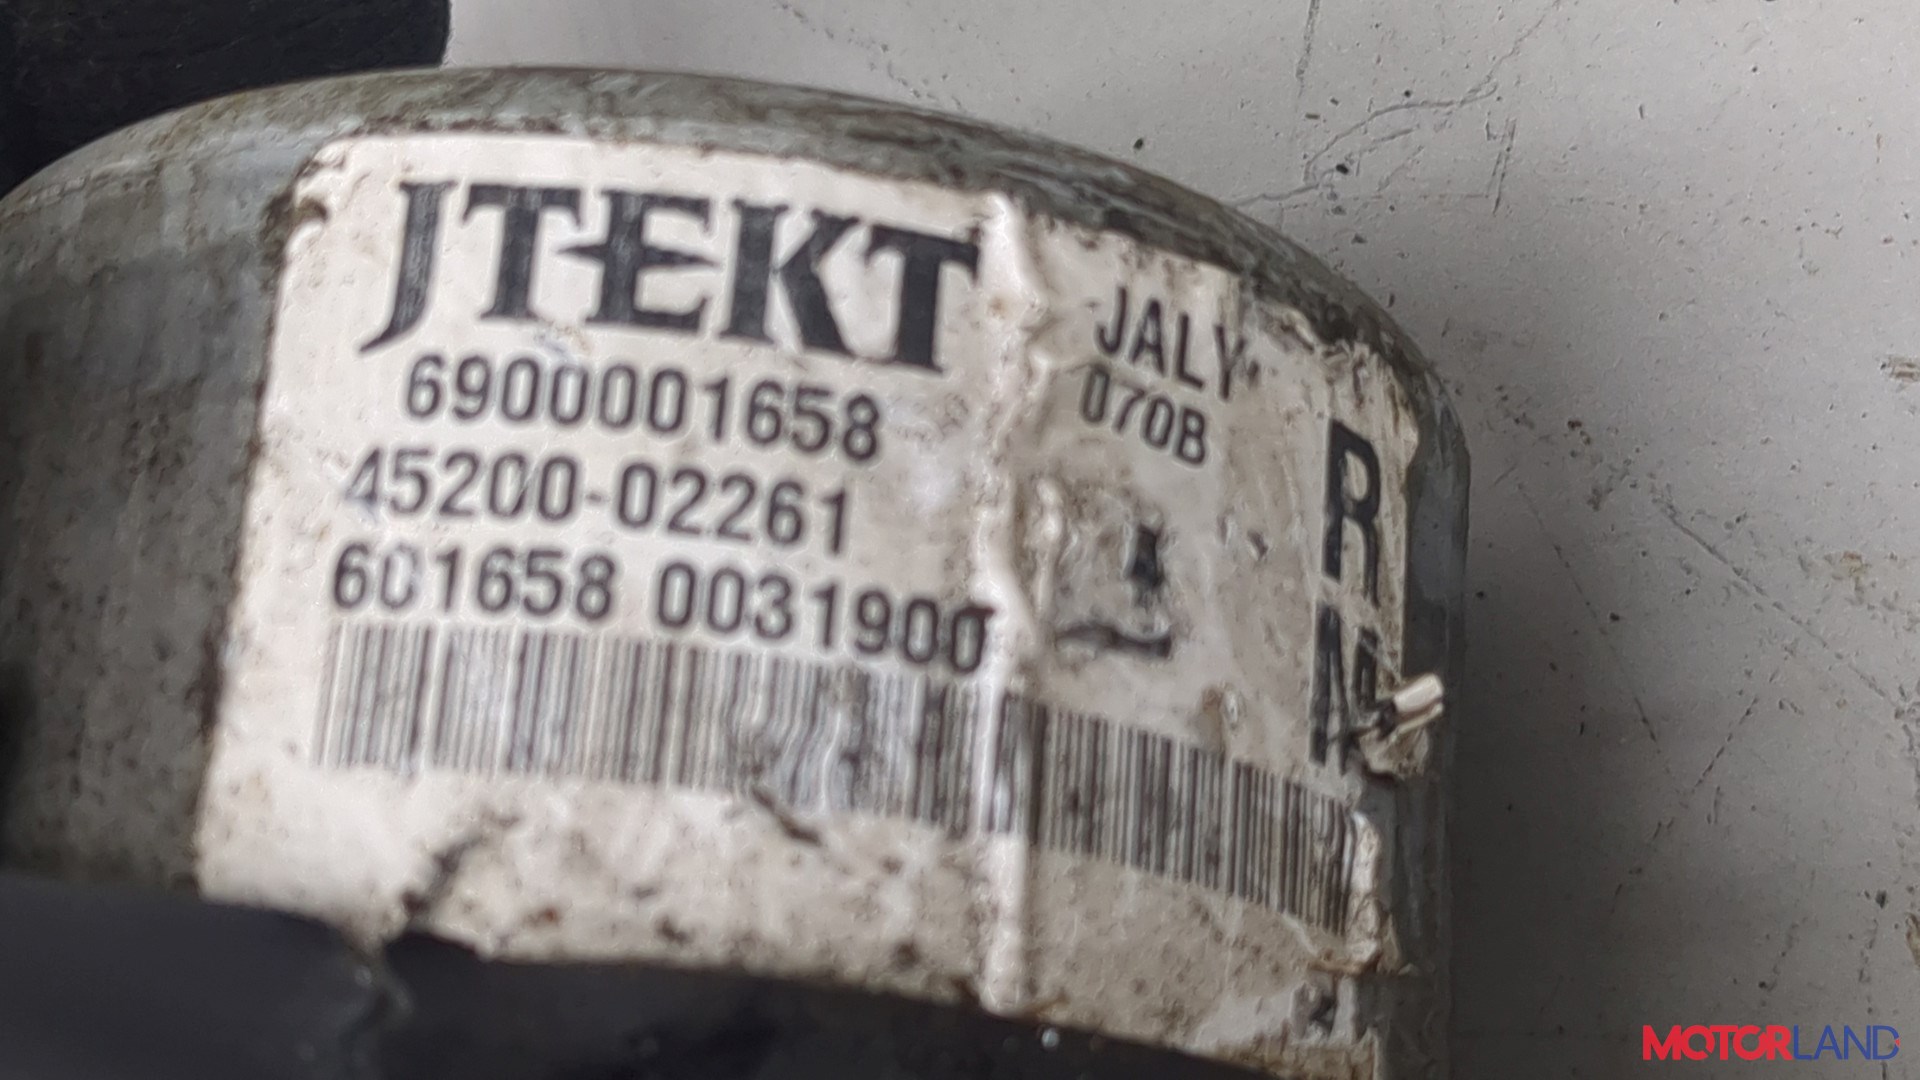 JTEKT
6900001658
45200-02261
601658 0031900
JALY
070B
R
MOTORLAND